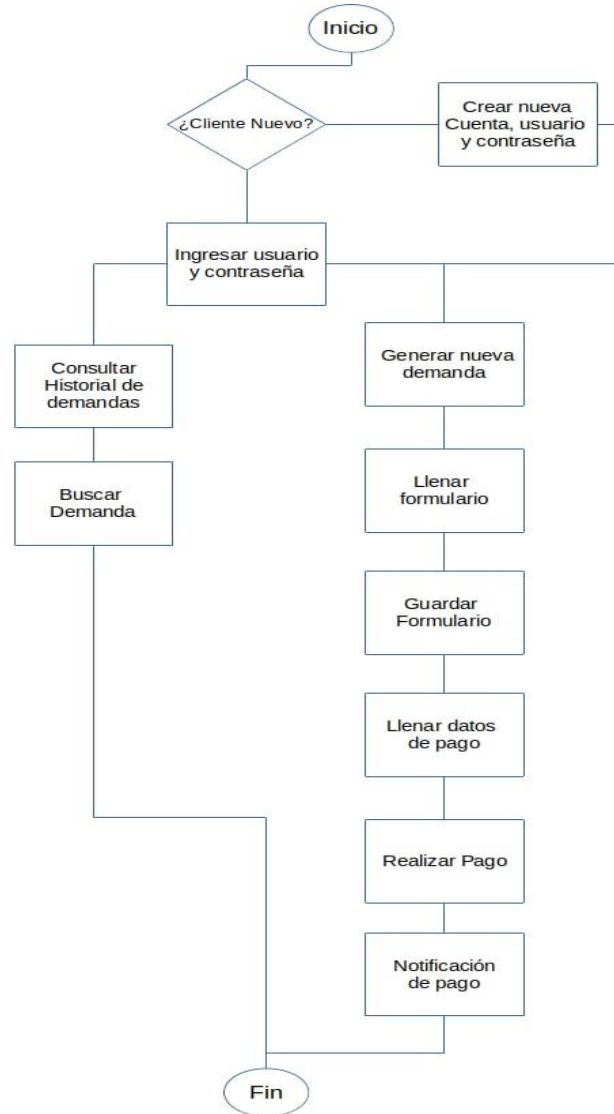 Inicio
¿Cliente Nuevo?
Crear nueva
Cuenta, usuario
y contraseña
Ingresar usuario
y contraseña
Consultar
Historial de
demandas
Generar nueva
demanda
Buscar
Demanda
Llenar
formulario
Guardar
Formulario
Llenar datos
de pago
Realizar Pago
Notificación
de pago
Fin